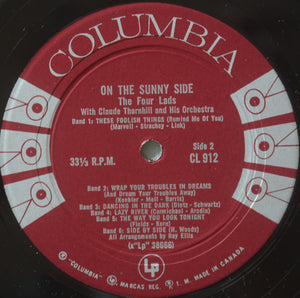 COLUMBIA
ON THE SUNNY SIDE
The Four Lads
With Claude Thornhill and His Orchestra
Band 1: THESE FOOLISH THINGS (Remind Me Of You)
(Marvell - Strachey - Link)
33⅓ R.P.M.
Side 2
CL 912
Band 2: WRAP YOUR TROUBLES IN DREAMS
(And Dream Your Troubles Away)
(Koehler - Moll - Barris)
Band 3: DANCING IN THE DARK (Dietz - Schwartz)
Band 4: LAZY RIVER (Carmichael - Arodin)
Band 5: THE WAY YOU LOOK TONIGHT
(Fields - Kern)
Band 6: SIDE BY SIDE (H. Woods)
All Arrangements by Ray Ellis
(x"Lp" 38666)
Lp
® "COLUMBIA" MARCAS REG. T. M. MADE IN CANADA